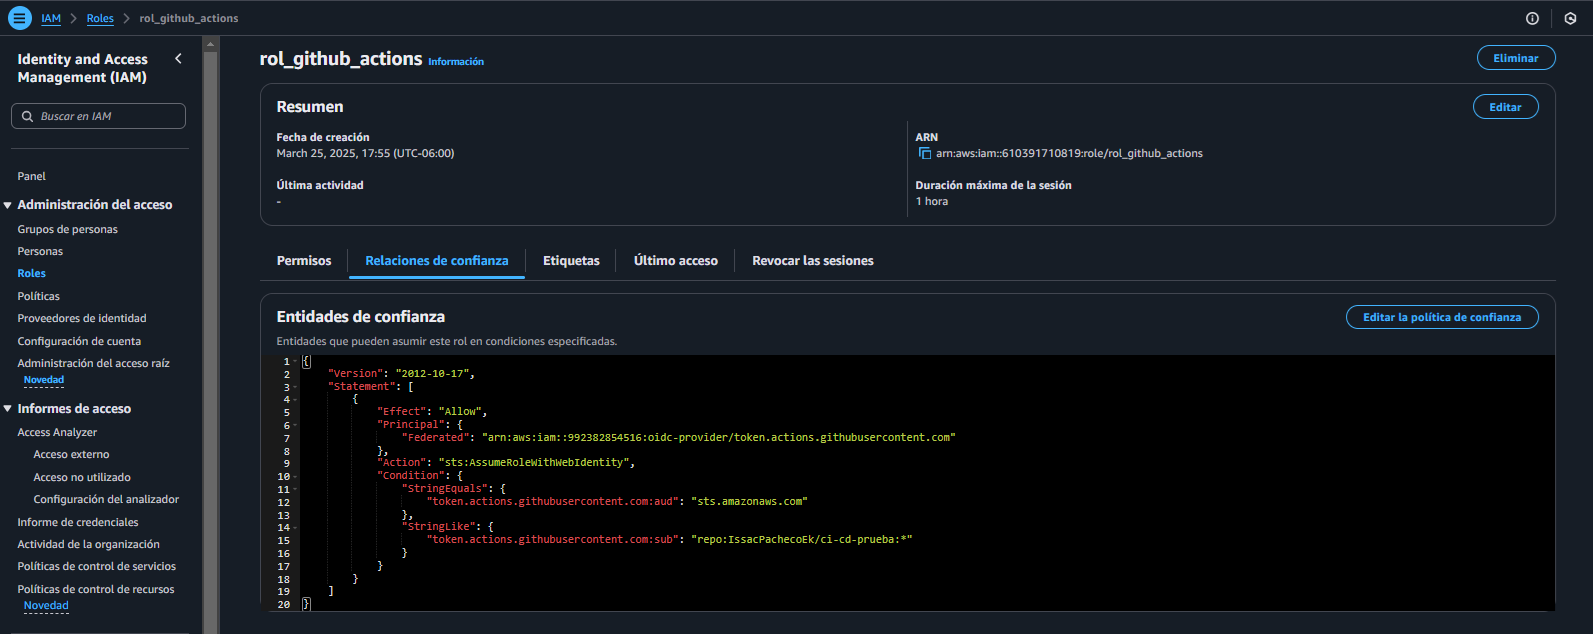 IAM > Roles > rol_github_actions
Identity and Access
Management (IAM)
Buscar en IAM
Panel
Administración del acceso
Grupos de personas
Personas
Roles
Políticas
Proveedores de identidad
Configuración de cuenta
Administración del acceso raíz
Novedad
Informes de acceso
Access Analyzer
Acceso externo
Acceso no utilizado
Configuración del analizador
Informe de credenciales
Actividad de la organización
Políticas de control de servicios
Políticas de control de recursos
Novedad
rol_github_actions Información
Eliminar
Resumen
Editar
Fecha de creación
March 25, 2025, 17:55 (UTC-06:00)
ARN
arn:aws:iam::610391710819:role/rol_github_actions
Última actividad
-
Duración máxima de la sesión
1 hora
Permisos
Relaciones de confianza
Etiquetas
Último acceso
Revocar las sesiones
Entidades de confianza
Editar la política de confianza
Entidades que pueden asumir este rol en condiciones especificadas.
1 {
2 "Version": "2012-10-17",
3 "Statement": [
4 {
5 "Effect": "Allow",
6 "Principal": {
7 "Federated": "arn:aws:iam::992382854516:oidc-provider/token.actions.githubusercontent.com"
8 },
9 "Action": "sts:AssumeRoleWithWebIdentity",
10 "Condition": {
11 "StringEquals": {
12 "token.actions.githubusercontent.com:aud": "sts.amazonaws.com"
13 },
14 "StringLike": {
15 "token.actions.githubusercontent.com:sub": "repo:IssacPachecoEk/ci-cd-prueba:*"
16 }
17 }
18 }
19 ]
20 }